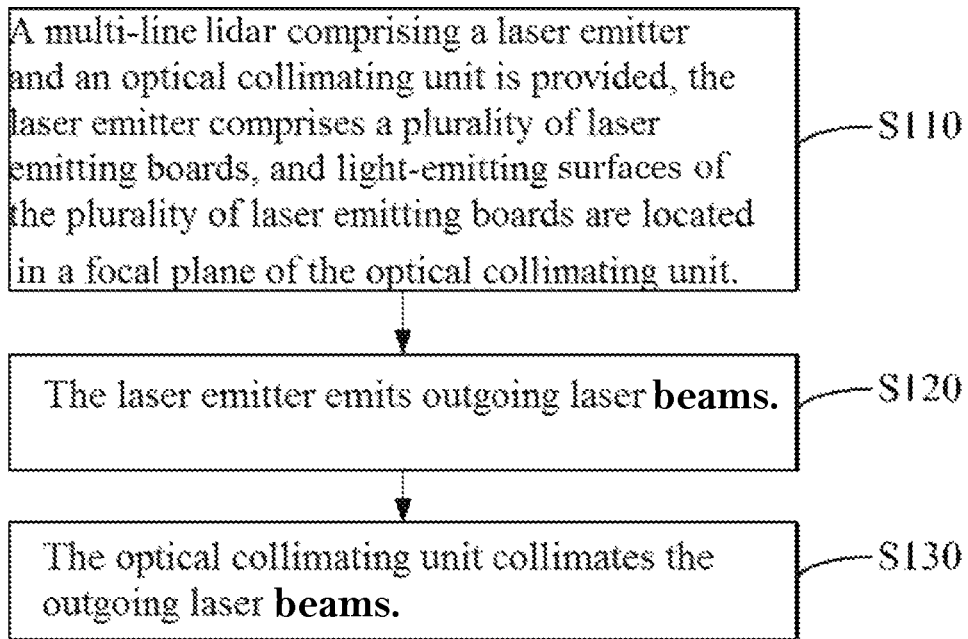 A multi-line lidar comprising a laser emitter
and an optical collimating unit is provided, the
laser emitter comprises a plurality of laser
emitting boards, and light-emitting surfaces of
the plurality of laser emitting boards are located
in a focal plane of the optical collimating unit.
S110
The laser emitter emits outgoing laser beams.
S120
The optical collimating unit collimates the
outgoing laser beams.
S130